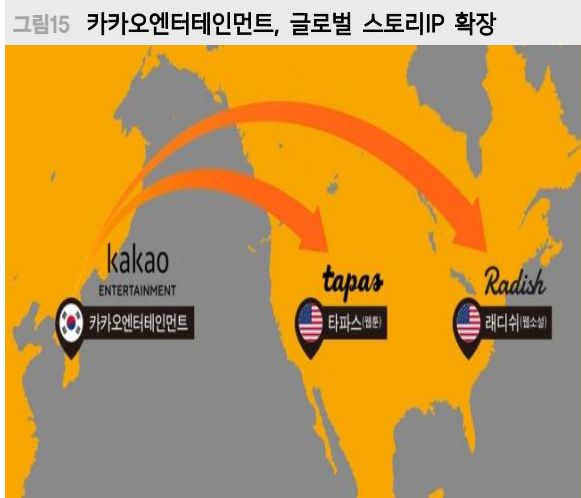 그림15 카카오엔터테인먼트, 글로벌 스토리IP 확장
kakao
ENTERTAINMENT
카카오엔터테인먼트
tapas
타파스(웹툰)
Radish
래디쉬(웹소설)